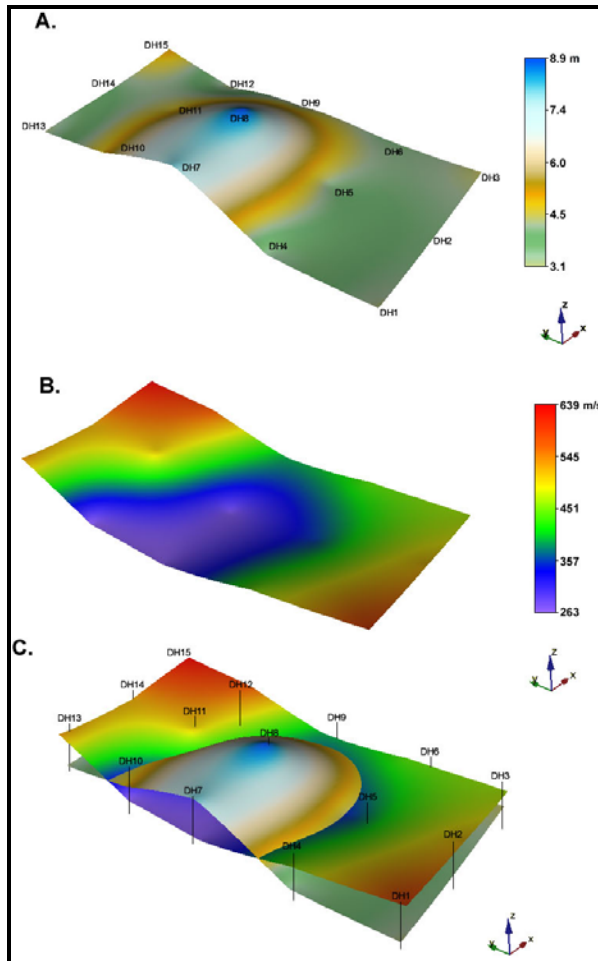 A.
DH15
8.9 m
DH14
DH12
7.4
DH11
DH9
DH13
DH8
DH10
DH6
6.0
DH7
DH3
DH5
4.5
DH4
DH2
3.1
DH1
z
y
x
B.
639 m/s
545
451
357
263
C.
z
DH15
y
x
DH14
DH12
DH13
DH11
DH9
DH8
DH10
DH6
DH7
DH3
DH5
DH2
DH4
DH1
z
y
x